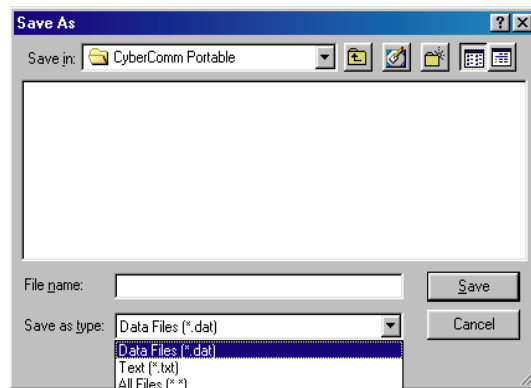 Save As
Save in: CyberComm Portable
File name:
Save
Save as type: Data Files (*.dat)
Cancel
Data Files (*.dat)
Text (*.txt)
All Files (*.*)